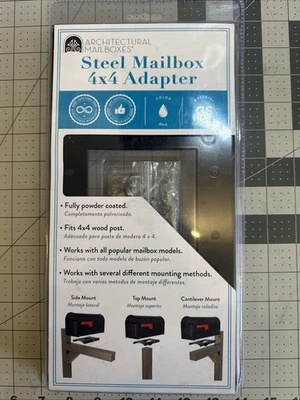 ARCHITECTURAL
MAILBOXES®
Steel Mailbox
4x4 Adapter
COLOR
Black
• Fully powder coated.
Completamente pulverizado.
• Fits 4x4 wood post.
Adecuado para poste de madera 4 x 4.
• Works with all popular mailbox models.
Funciona con todo modelo de buzón popular.
• Works with several different mounting methods.
Trabaja con varios metodos de montaje diferentes.
Side Mount Top Mount Cantilever Mount
Montaje lateral Montaje superior Montaje voladizo